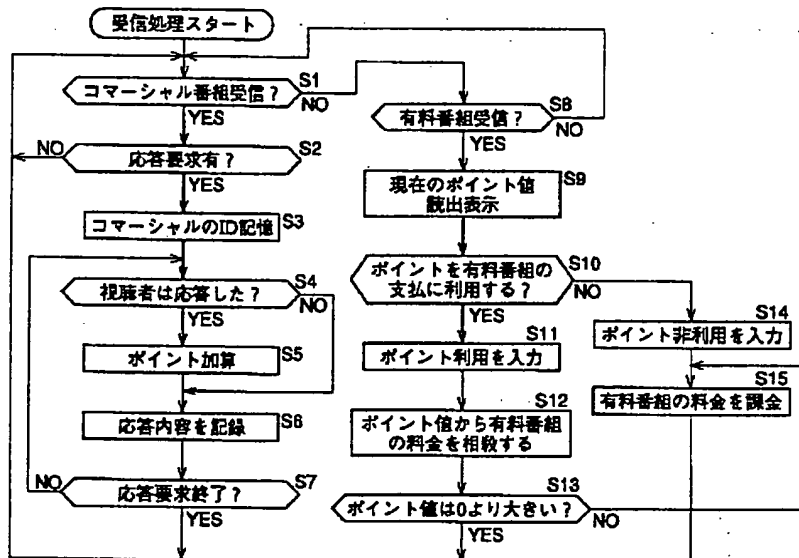 受信処理スタート
S1
コマーシャル番組受信?
NO
YES
S2
NO
応答要求有?
YES
S3
コマーシャルのID記憶
S4
視聴者は応答した?
NO
YES
S5
ポイント加算
S6
応答内容を記録
S7
NO
応答要求終了?
YES
S8
有料番組受信?
NO
YES
S9
現在のポイント値
読出表示
S10
ポイントを有料番組の
支払に利用する?
NO
YES
S11
ポイント利用を入力
S12
ポイント値から有料番組
の料金を相殺する
S13
ポイント値は0より大きい?
NO
YES
S14
ポイント非利用を入力
S15
有料番組の料金を課金